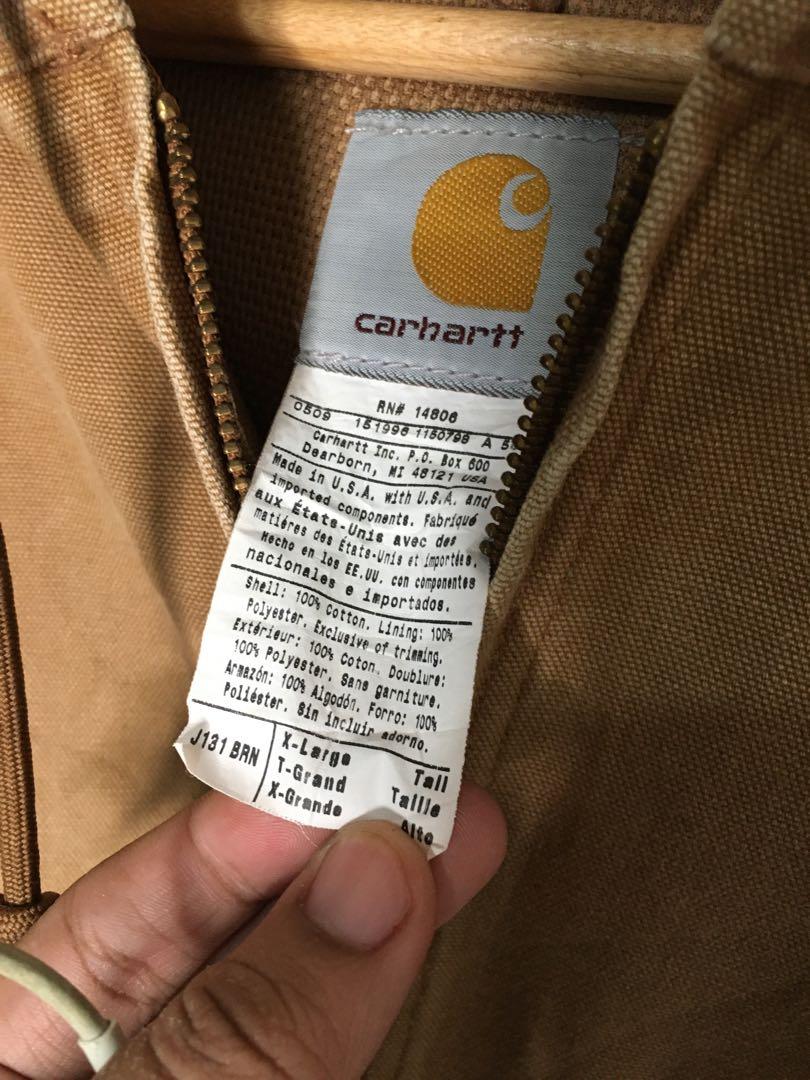 carhartt
RN# 14806
0509 151996 1150799 A
Carhartt Inc. P.O. Box 600
Dearborn, MI 48121 USA
Made in U.S.A. with U.S.A. and
imported components. Fabriqué
aux États-Unis avec des
matiéres des États-Unis et importées.
Hecho en los EE.UU. con componentes
nacionales e importados.
Shell: 100% Cotton. Lining: 100%
Polyester. Exclusive of trimming.
Extérieur: 100% Coton. Doublure:
100% Polyester. Sans garniture.
Armazón: 100% Algodón. Forro: 100%
Poliéster. Sin incluir adorno.
J131 BRN
X-Large Tall
T-Grand Taille
X-Grande Alto